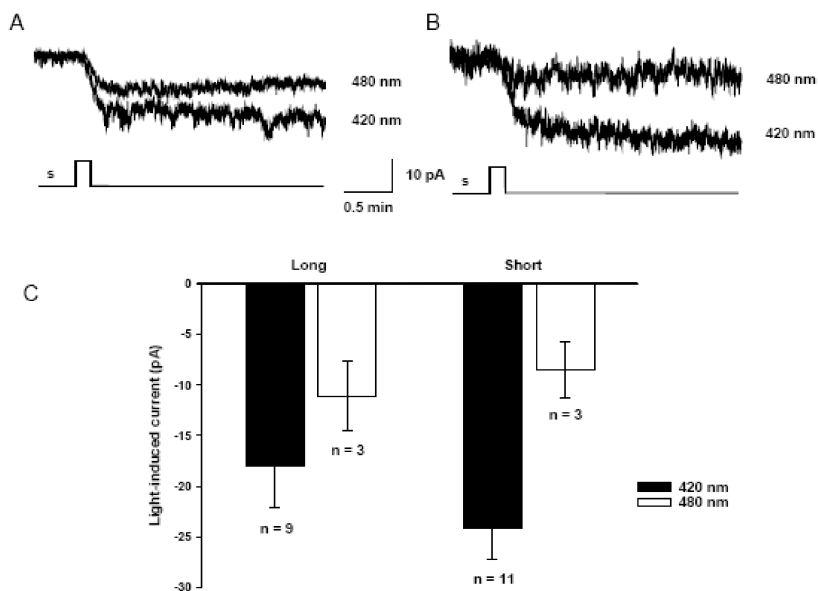 A
480 nm
420 nm
s
10 pA
0.5 min
B
480 nm
420 nm
s
C
Long
Short
Light-induced current (pA)
0
-5
-10
-15
-20
-25
-30
n = 9
n = 3
n = 11
n = 3
420 nm
480 nm